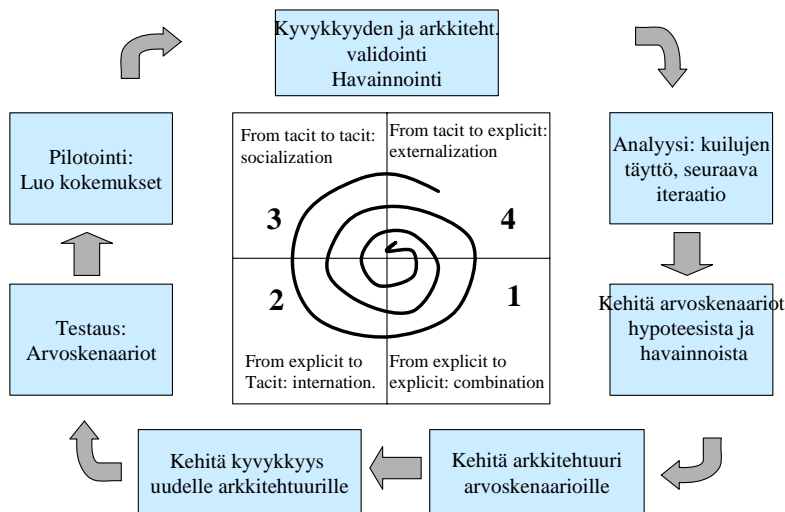 Kyvykkyyden ja arkkiteht.
validointi
Havainnointi
Pilotointi:
Luo kokemukset
From tacit to tacit:
socialization
From tacit to explicit:
externalization
Analyysi: kuilujen
täyttö, seuraava
iteraatio
3
4
2
1
Testaus:
Arvoskenaariot
Kehitä arvoskenaariot
hypoteesista ja
havainnoista
From explicit to
Tacit: internation.
From explicit to
explicit: combination
Kehitä kyvykkyys
uudelle arkkitehtuurille
Kehitä arkkitehtuuri
arvoskenaarioille